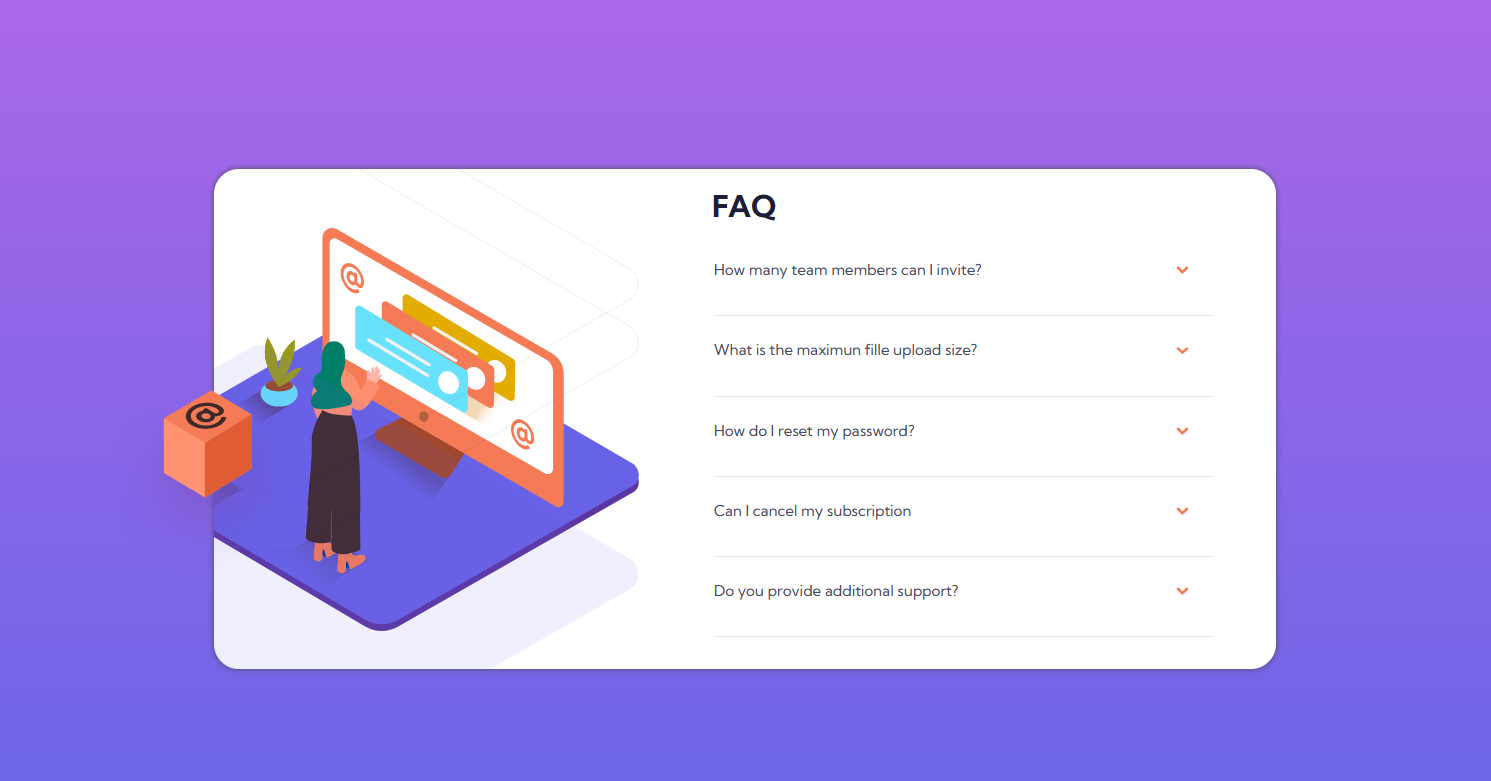 FAQ
How many team members can I invite?
What is the maximun fille upload size?
How do I reset my password?
Can I cancel my subscription
Do you provide additional support?
@
@
@